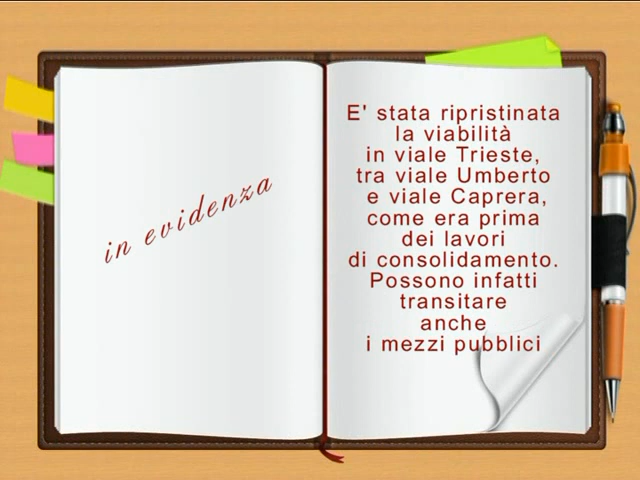 in evidenza
E' stata ripristinata
la viabilità
in viale Trieste,
tra viale Umberto
e viale Caprera,
come era prima
dei lavori
di consolidamento.
Possono infatti
transitare
anche
i mezzi pubblici